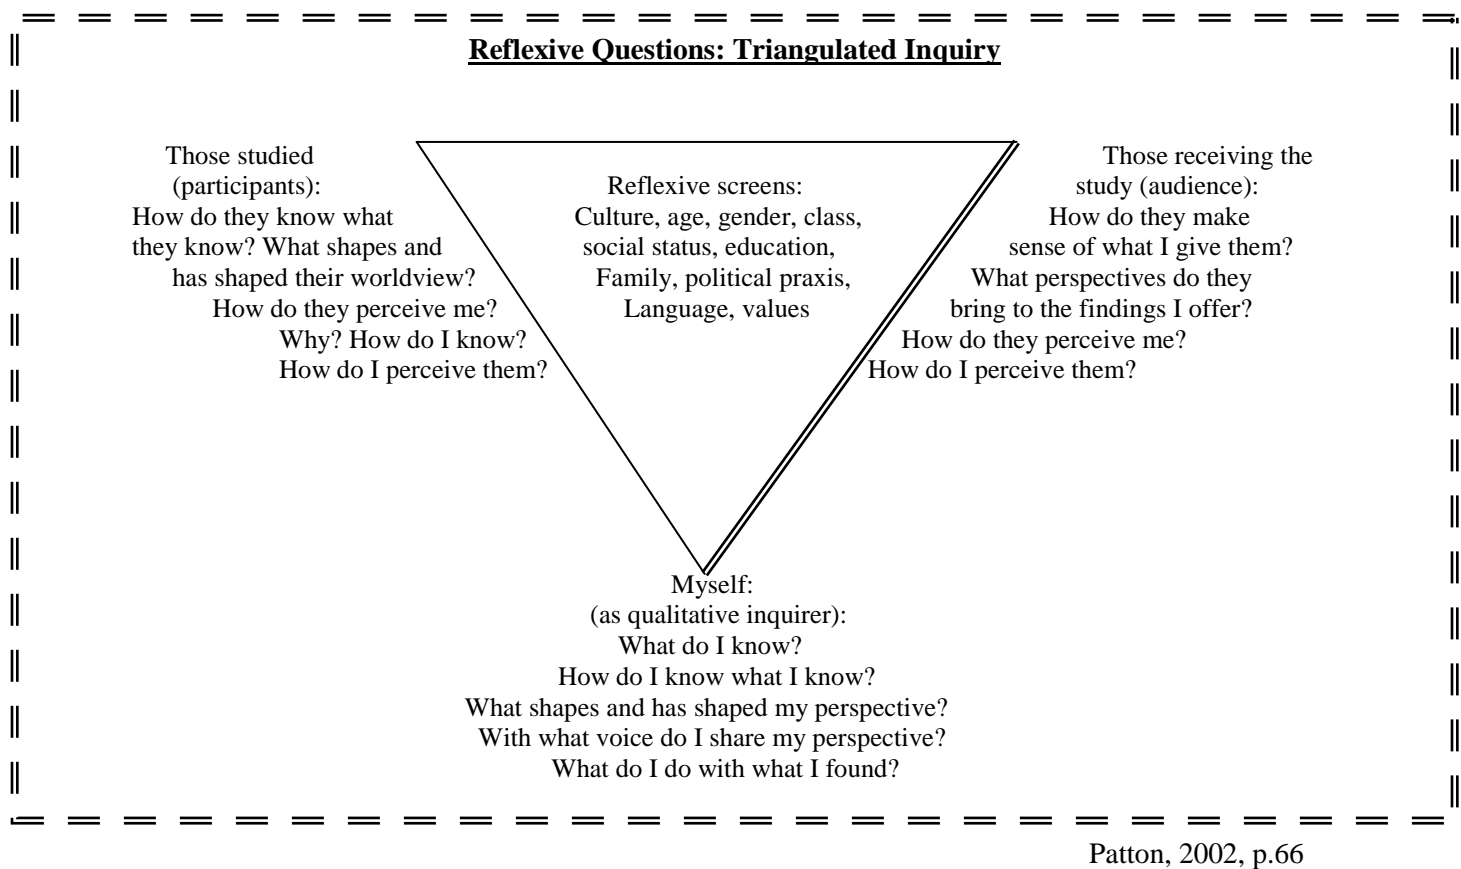 Reflexive Questions: Triangulated Inquiry
Those studied
(participants):
How do they know what
they know? What shapes and
has shaped their worldview?
How do they perceive me?
Why? How do I know?
How do I perceive them?
Reflexive screens:
Culture, age, gender, class,
social status, education,
Family, political praxis,
Language, values
Those receiving the
study (audience):
How do they make
sense of what I give them?
What perspectives do they
bring to the findings I offer?
How do they perceive me?
How do I perceive them?
Myself:
(as qualitative inquirer):
What do I know?
How do I know what I know?
What shapes and has shaped my perspective?
With what voice do I share my perspective?
What do I do with what I found?
Patton, 2002, p.66